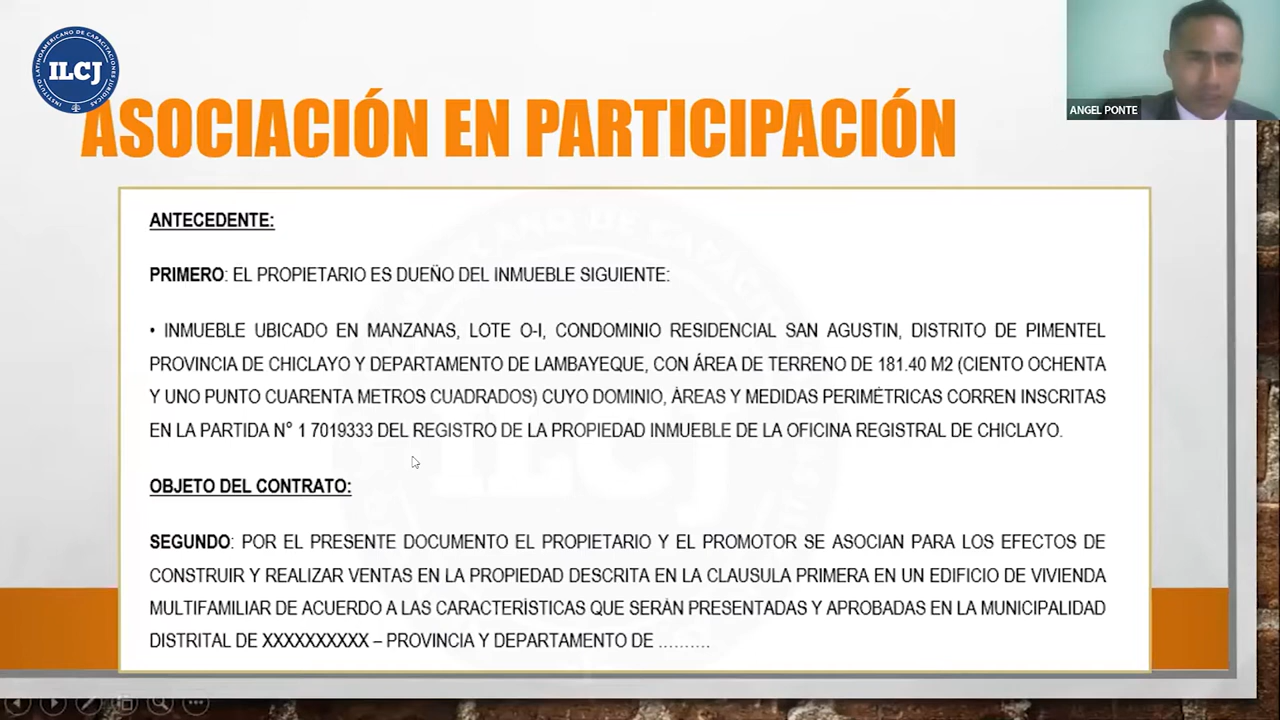 INSTITUTO LATINOAMERICANO DE CAPACITACIONES JURÍDICAS
ILCJ
ANGEL PONTE
ASOCIACIÓN EN PARTICIPACIÓN
ANTECEDENTE:
PRIMERO: EL PROPIETARIO ES DUEÑO DEL INMUEBLE SIGUIENTE:
• INMUEBLE UBICADO EN MANZANAS, LOTE O-I, CONDOMINIO RESIDENCIAL SAN AGUSTIN, DISTRITO DE PIMENTEL
PROVINCIA DE CHICLAYO Y DEPARTAMENTO DE LAMBAYEQUE, CON ÁREA DE TERRENO DE 181.40 M2 (CIENTO OCHENTA
Y UNO PUNTO CUARENTA METROS CUADRADOS) CUYO DOMINIO, ÁREAS Y MEDIDAS PERIMÉTRICAS CORREN INSCRITAS
EN LA PARTIDA N° 1 7019333 DEL REGISTRO DE LA PROPIEDAD INMUEBLE DE LA OFICINA REGISTRAL DE CHICLAYO.
OBJETO DEL CONTRATO:
SEGUNDO: POR EL PRESENTE DOCUMENTO EL PROPIETARIO Y EL PROMOTOR SE ASOCIAN PARA LOS EFECTOS DE
CONSTRUIR Y REALIZAR VENTAS EN LA PROPIEDAD DESCRITA EN LA CLAUSULA PRIMERA EN UN EDIFICIO DE VIVIENDA
MULTIFAMILIAR DE ACUERDO A LAS CARACTERÍSTICAS QUE SERÁN PRESENTADAS Y APROBADAS EN LA MUNICIPALIDAD
DISTRITAL DE XXXXXXXXXX – PROVINCIA Y DEPARTAMENTO DE ..........